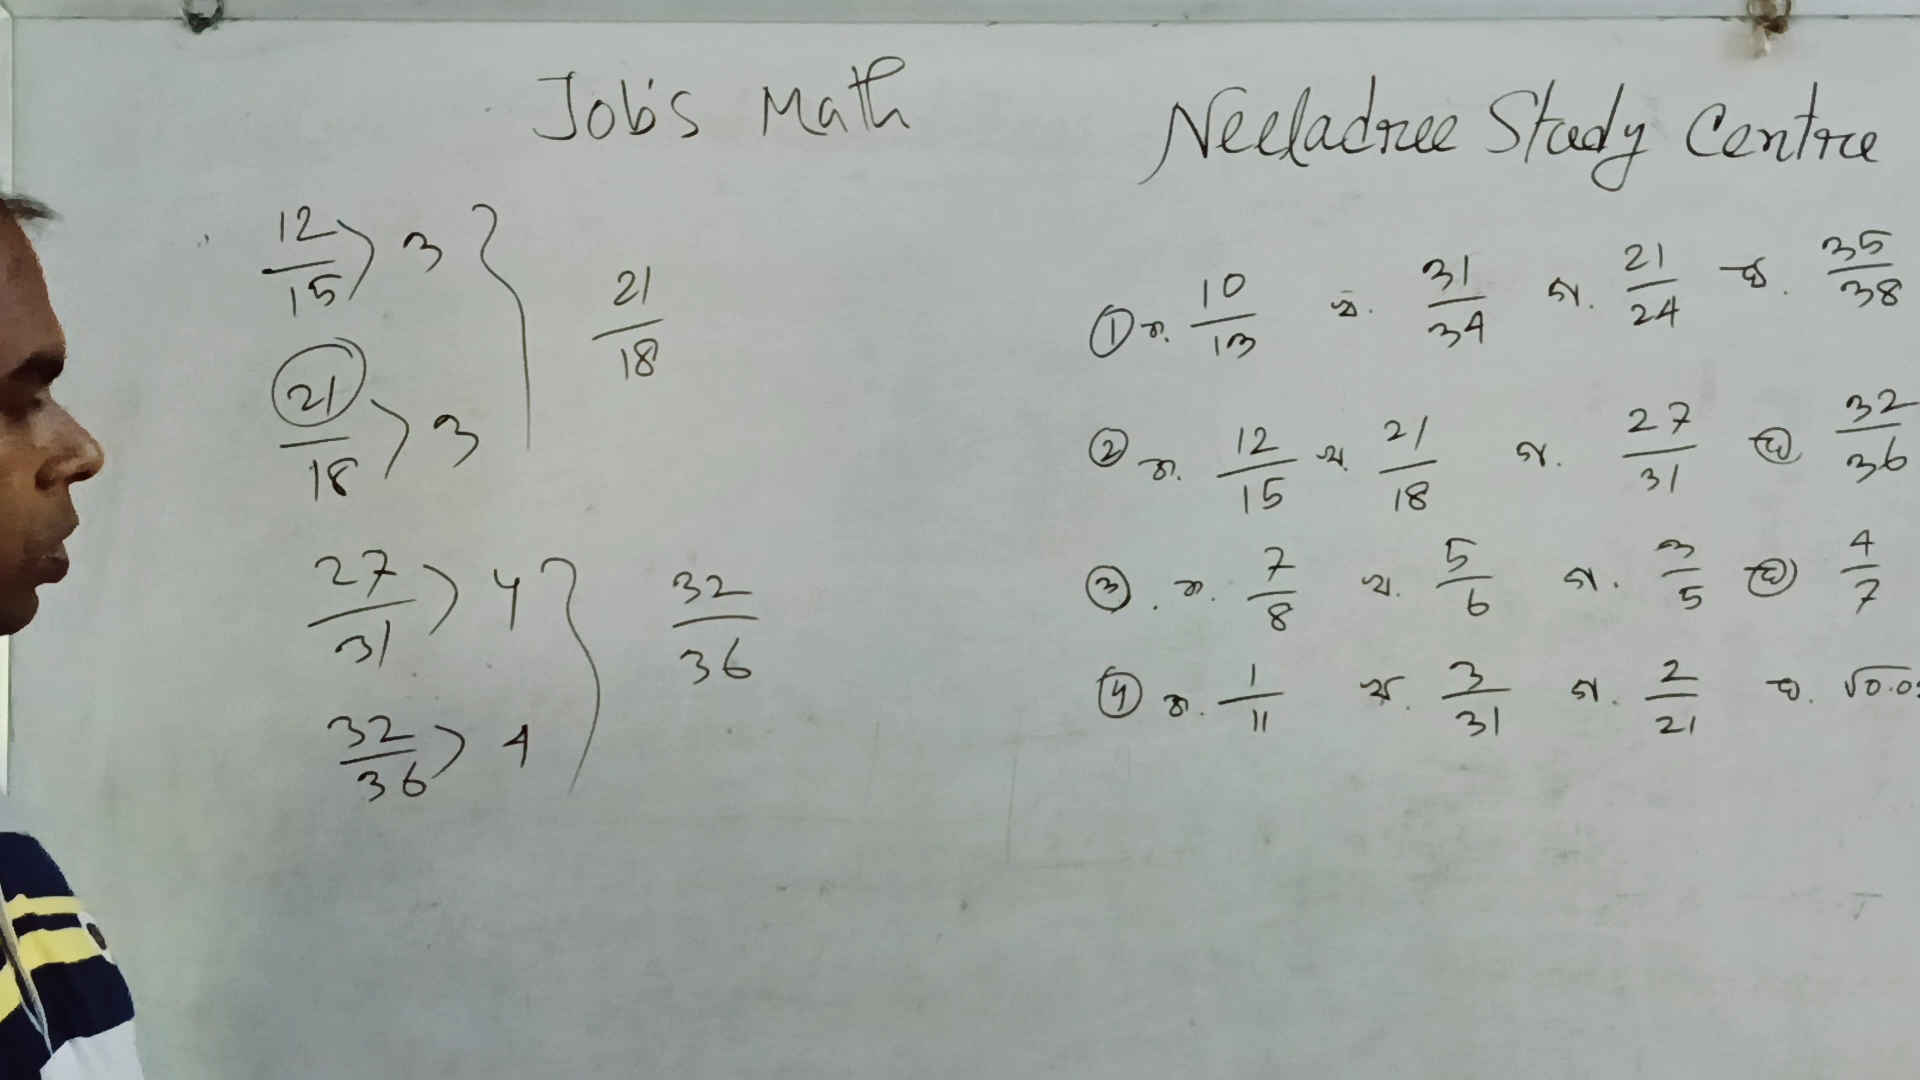 Job's Math
Neeladree Study Centre
12/15 > 3
21/18 > 3
21/18
27/31 > 4
32/36 > 4
32/36
① ক. 10/13 খ. 31/34 গ. 21/24 ঘ. 35/38
② ক. 12/15 খ. 21/18 গ. 27/31 ঘ 32/36
③. ক. 7/8 খ. 5/6 গ. 3/5 ঘ 4/7
④ ক. 1/11 খ. 3/31 গ. 2/21 ঘ. √0.0